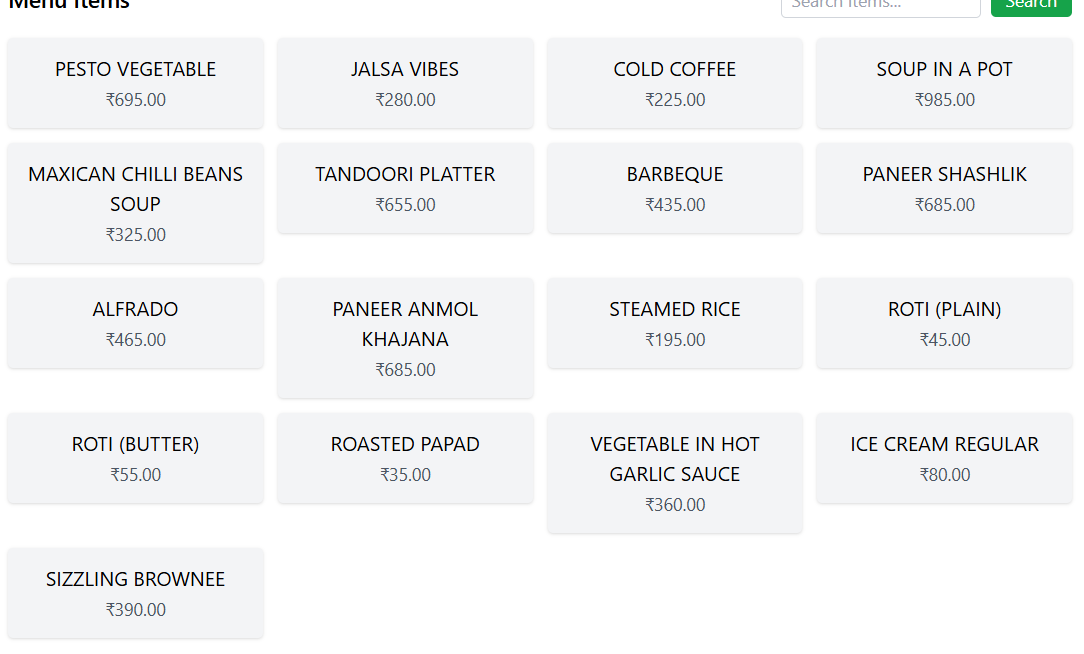 Menu Items
Search items...
Search
PESTO VEGETABLE
₹695.00
JALSA VIBES
₹280.00
COLD COFFEE
₹225.00
SOUP IN A POT
₹985.00
MAXICAN CHILLI BEANS
SOUP
₹325.00
TANDOORI PLATTER
₹655.00
BARBEQUE
₹435.00
PANEER SHASHLIK
₹685.00
ALFRADO
₹465.00
PANEER ANMOL
KHAJANA
₹685.00
STEAMED RICE
₹195.00
ROTI (PLAIN)
₹45.00
ROTI (BUTTER)
₹55.00
ROASTED PAPAD
₹35.00
VEGETABLE IN HOT
GARLIC SAUCE
₹360.00
ICE CREAM REGULAR
₹80.00
SIZZLING BROWNEE
₹390.00